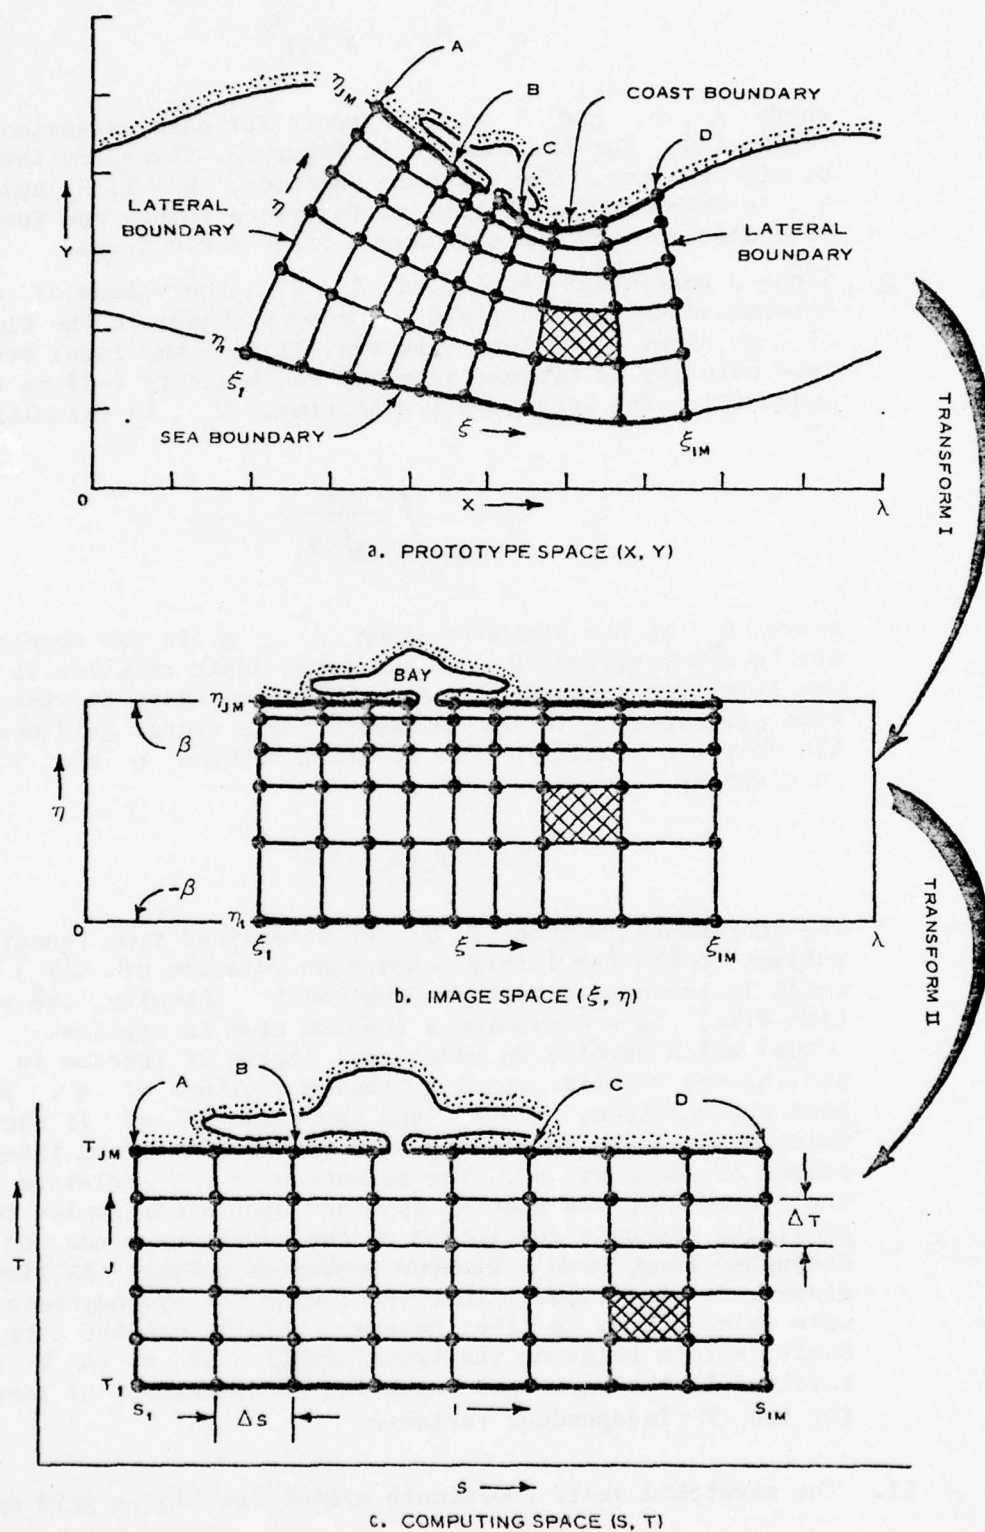 A
η_JM
B
COAST BOUNDARY
C
D
Y
η
LATERAL
BOUNDARY
LATERAL
BOUNDARY
η_1
ξ_1
SEA BOUNDARY
ξ
ξ_IM
0
X
λ
a. PROTOTYPE SPACE (X, Y)
TRANSFORM I
BAY
η_JM
β
η
-β
η_1
0
ξ_1
ξ
ξ_IM
λ
b. IMAGE SPACE (ξ, η)
TRANSFORM II
A
B
C
D
T_JM
T
J
ΔT
T_1
S_1
ΔS
I
S_IM
S
c. COMPUTING SPACE (S, T)